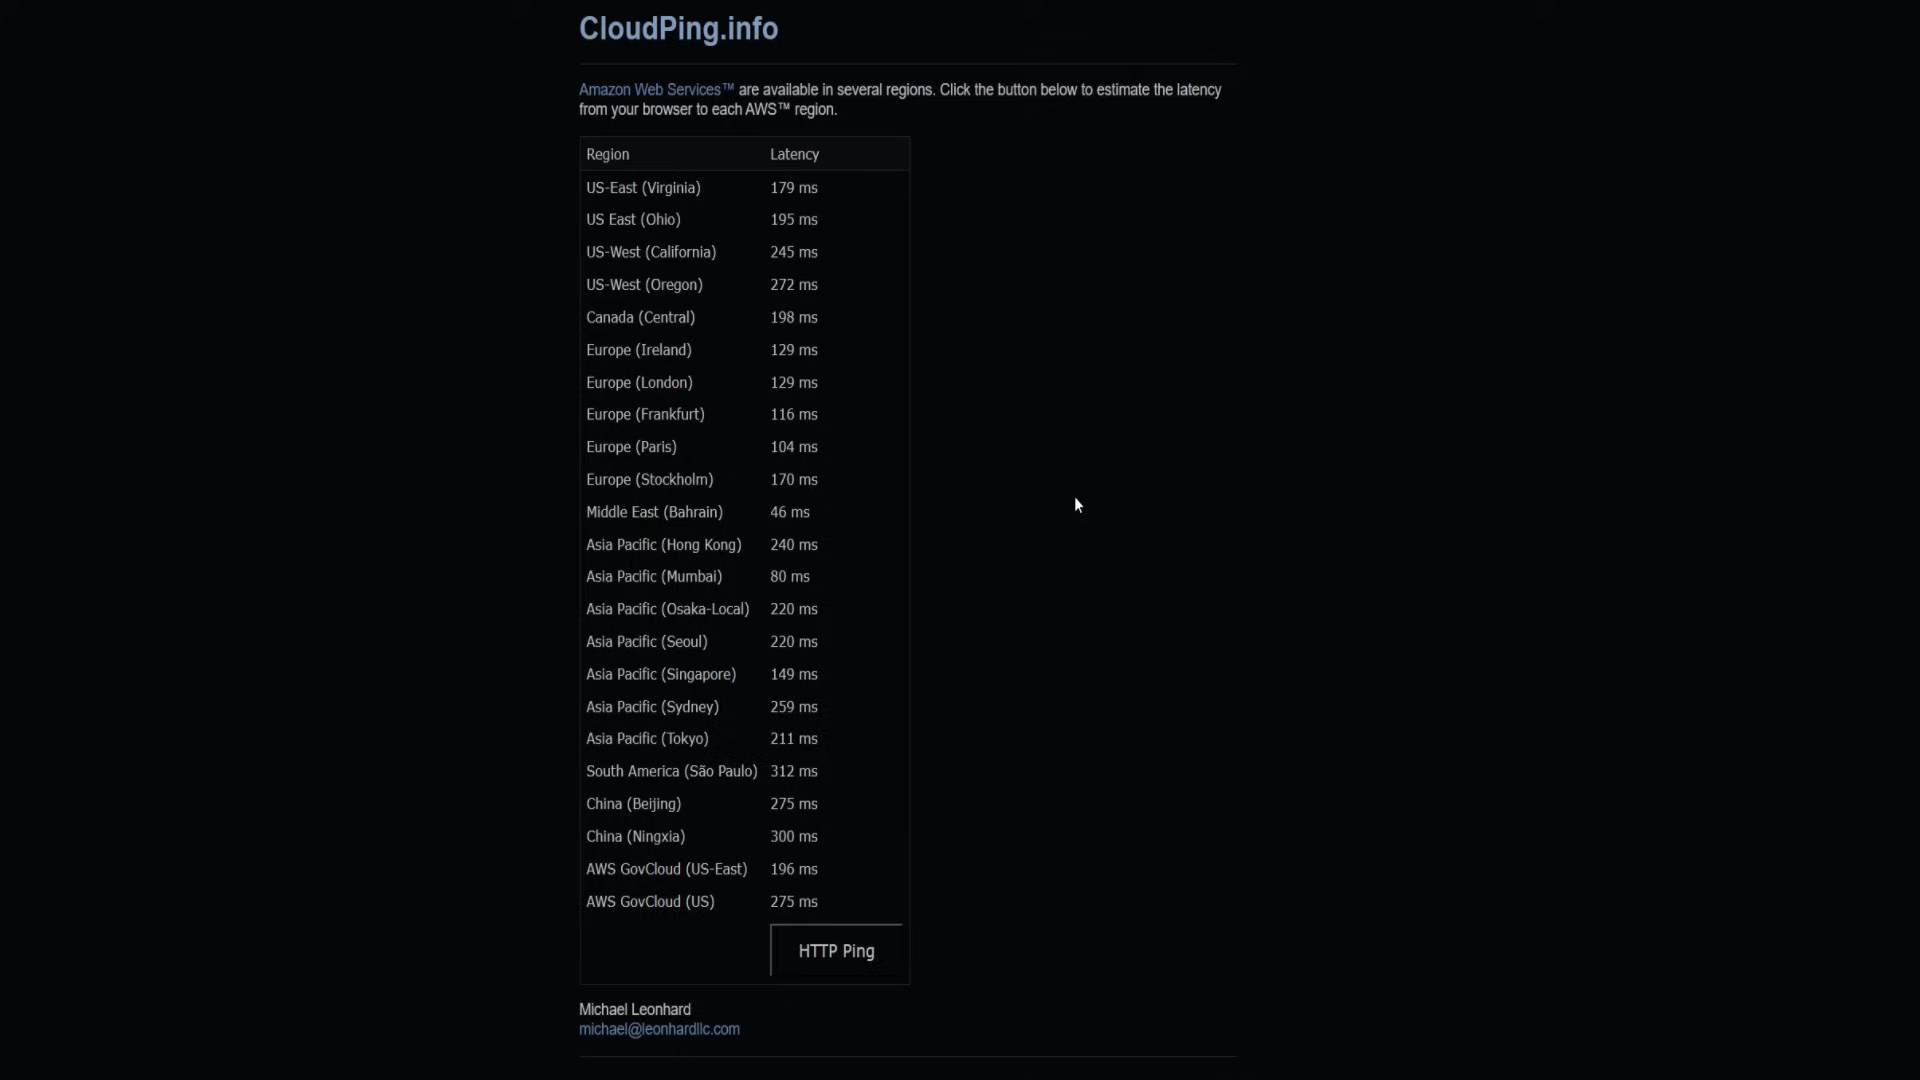 CloudPing.info
Amazon Web Services™ are available in several regions. Click the button below to estimate the latency
from your browser to each AWS™ region.
Region Latency
US-East (Virginia) 179 ms
US East (Ohio) 195 ms
US-West (California) 245 ms
US-West (Oregon) 272 ms
Canada (Central) 198 ms
Europe (Ireland) 129 ms
Europe (London) 129 ms
Europe (Frankfurt) 116 ms
Europe (Paris) 104 ms
Europe (Stockholm) 170 ms
Middle East (Bahrain) 46 ms
Asia Pacific (Hong Kong) 240 ms
Asia Pacific (Mumbai) 80 ms
Asia Pacific (Osaka-Local) 220 ms
Asia Pacific (Seoul) 220 ms
Asia Pacific (Singapore) 149 ms
Asia Pacific (Sydney) 259 ms
Asia Pacific (Tokyo) 211 ms
South America (São Paulo) 312 ms
China (Beijing) 275 ms
China (Ningxia) 300 ms
AWS GovCloud (US-East) 196 ms
AWS GovCloud (US) 275 ms
HTTP Ping
Michael Leonhard
michael@leonhardllc.com